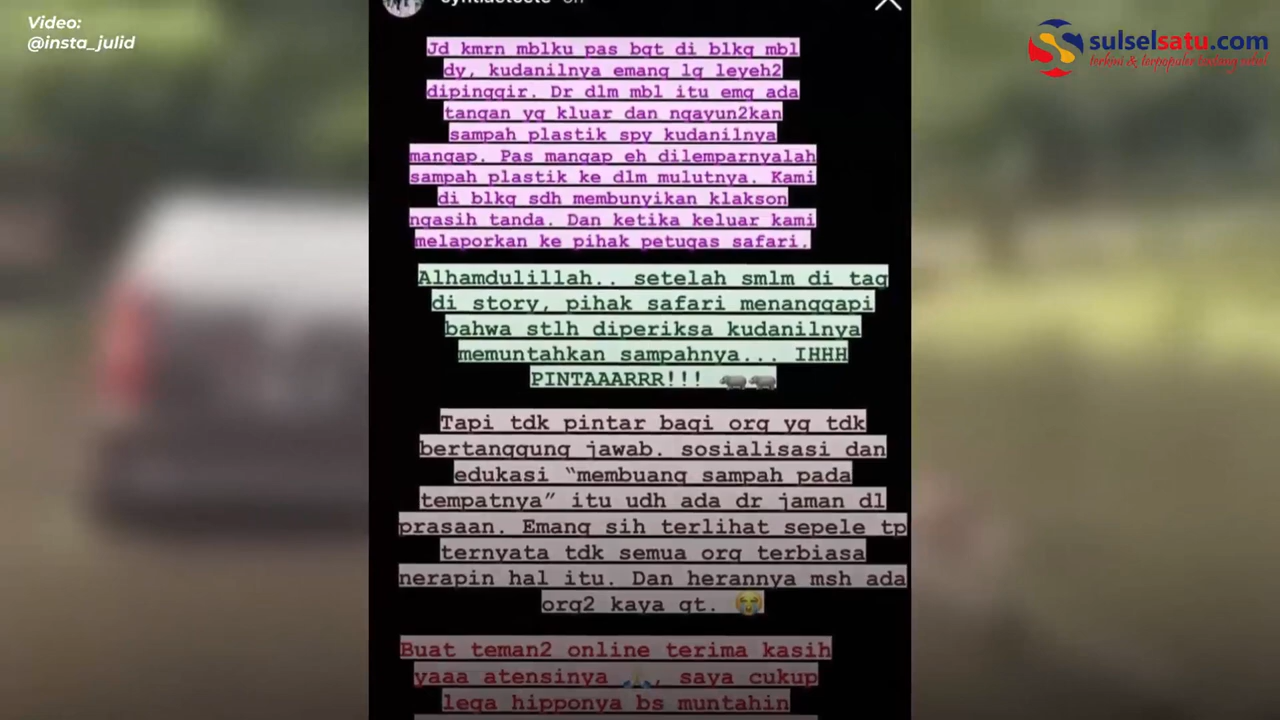 Video:
@insta_julid
sulselsatu.com
terkini & terpopuler tentang sulsel
Jd kmrn mblku pas bgt di blkg mbl
dy, kudanilnya emang lg leyeh2
dipinggir. Dr dlm mbl itu emg ada
tangan yg kluar dan ngayun2kan
sampah plastik spy kudanilnya
mangap. Pas mangap eh dilemparnyalah
sampah plastik ke dlm mulutnya. Kami
di blkg sdh membunyikan klakson
ngasih tanda. Dan ketika keluar kami
melaporkan ke pihak petugas safari.
Alhamdulillah.. setelah smlm di tag
di story, pihak safari menanggapi
bahwa stlh diperiksa kudanilnya
memuntahkan sampahnya... IHHH
PINTAAARRR!!! 🦛🦛
Tapi tdk pintar bagi org yg tdk
bertanggung jawab. sosialisasi dan
edukasi “membuang sampah pada
tempatnya” itu udh ada dr jaman dl
prasaan. Emang sih terlihat sepele tp
ternyata tdk semua org terbiasa
nerapin hal itu. Dan herannya msh ada
org2 kaya gt. 😭
Buat teman2 online terima kasih
yaaa atensinya 🙏, saya cukup
lega hipponya bs muntahin